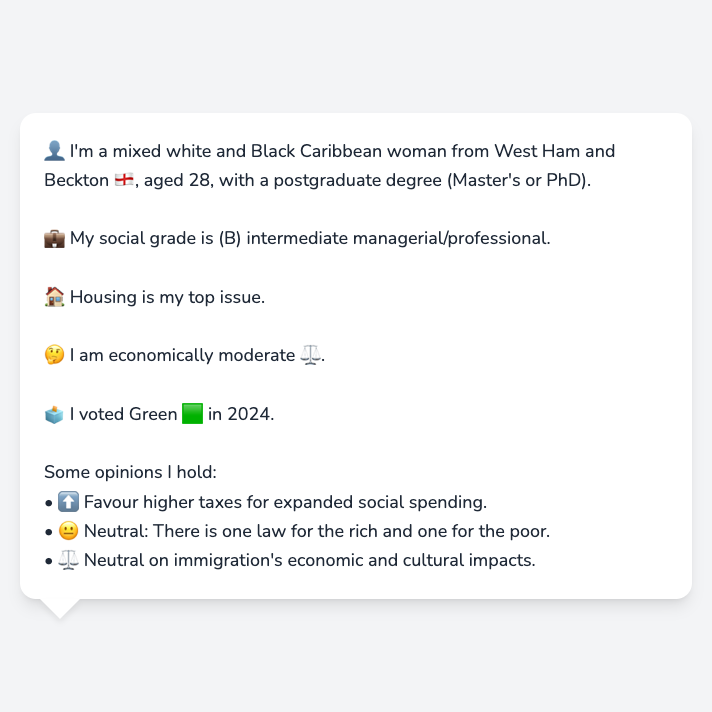 👤 I'm a mixed white and Black Caribbean woman from West Ham and
Beckton 🏴󠁧󠁢󠁥󠁮󠁧󠁿, aged 28, with a postgraduate degree (Master's or PhD).
💼 My social grade is (B) intermediate managerial/professional.
🏠 Housing is my top issue.
🤔 I am economically moderate ⚖️.
🗳️ I voted Green 🟩 in 2024.
Some opinions I hold:
• ⬆️ Favour higher taxes for expanded social spending.
• 😐 Neutral: There is one law for the rich and one for the poor.
• ⚖️ Neutral on immigration's economic and cultural impacts.